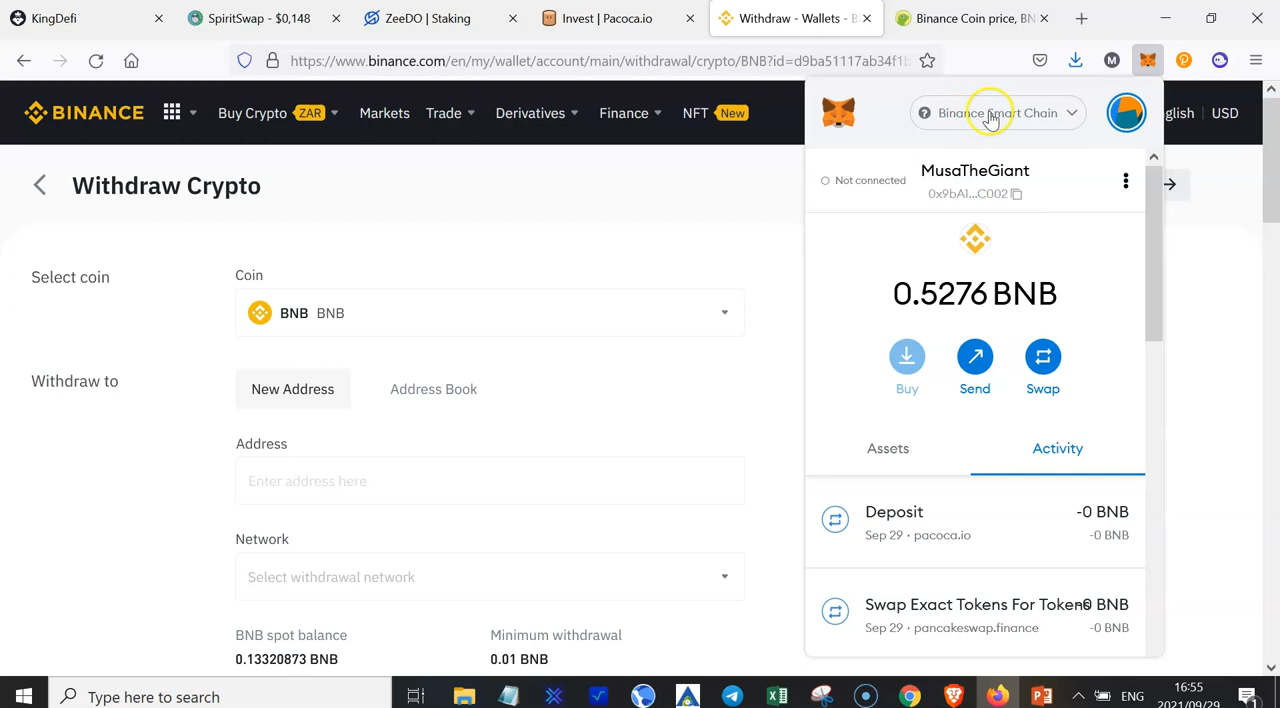 KingDefi
SpiritSwap - $0,148
ZeeDO | Staking
Invest | Pacoca.io
Withdraw - Wallets - B
Binance Coin price, BN
https://www.binance.com/en/my/wallet/account/main/withdrawal/crypto/BNB?id=d9ba51117ab34f1b
BINANCE
Buy Crypto ZAR
Markets
Trade
Derivatives
Finance
NFT New
Binance Smart Chain
glish
USD
Withdraw Crypto
Not connected
MusaTheGiant
0x9bA1...C002
Select coin
Coin
BNB BNB
0.5276 BNB
Buy
Send
Swap
Withdraw to
New Address
Address Book
Assets
Activity
Address
Enter address here
Deposit
-0 BNB
Sep 29 · pacoca.io
-0 BNB
Network
Select withdrawal network
Swap Exact Tokens For Tokens
-0 BNB
Sep 29 · pancakeswap.finance
-0 BNB
BNB spot balance
0.13320873 BNB
Minimum withdrawal
0.01 BNB
Type here to search
ENG
16:55
2021/09/29
1